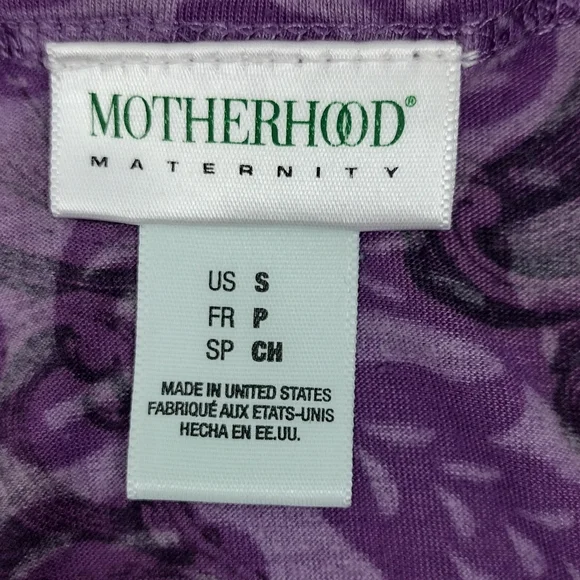 MOTHERHOOD®
MATERNITY
US S
FR P
SP CH
MADE IN UNITED STATES
FABRIQUÉ AUX ETATS-UNIS
HECHA EN EE.UU.